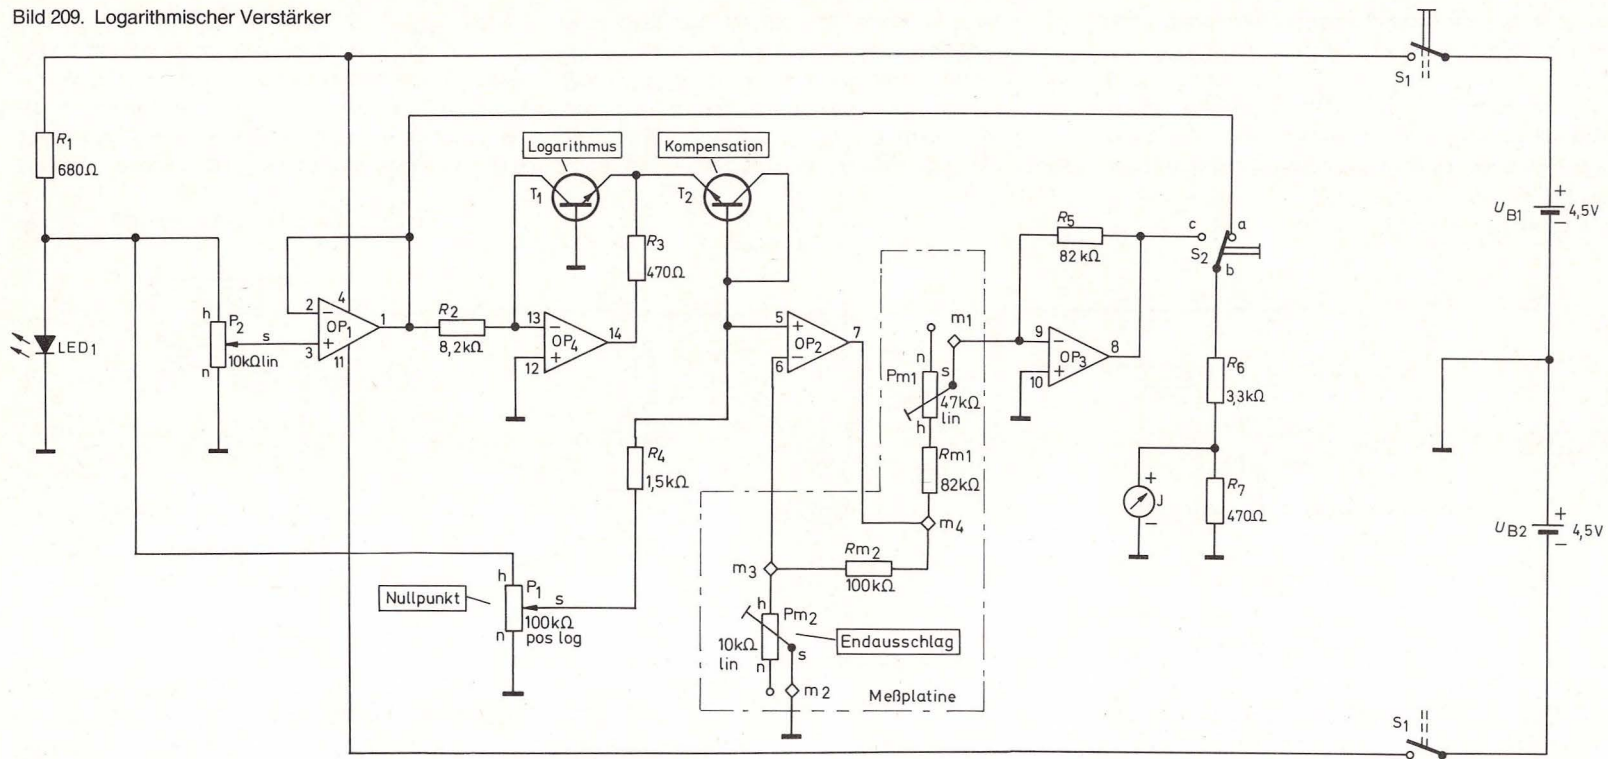 Bild 209. Logarithmischer Verstärker
S1
R1
680Ω
Logarithmus
Kompensation
T1
T2
UB1
+
4,5V
−
R5
82kΩ
c
a
S2
b
R3
470Ω
h
P2
s
10kΩlin
n
2
−
4
OP1
1
+
3
11
R2
8,2kΩ
13
−
OP4
14
+
12
5
+
OP2
7
−
6
m1
n
s
Pm1
47kΩ
lin
h
9
−
OP3
8
+
10
LED1
R6
3,3kΩ
R4
1,5kΩ
Rm1
82kΩ
m4
+
J
−
R7
470Ω
UB2
+
4,5V
−
m3
Rm2
100kΩ
Nullpunkt
h
P1
s
100kΩ
pos log
n
h
Pm2
10kΩ
lin
s
n
Endausschlag
m2
Meßplatine
S1